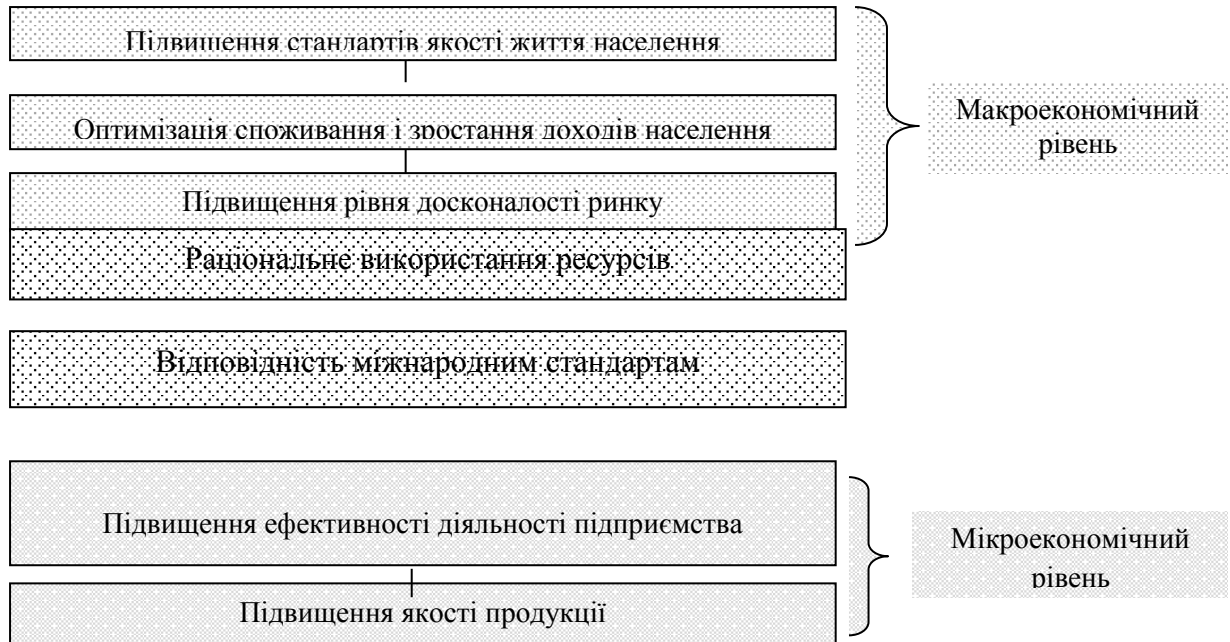 Підвищення стандартів якості життя населення
Оптимізація споживання і зростання доходів населення
Підвищення рівня досконалості ринку
Раціональне використання ресурсів
Відповідність міжнародним стандартам
Макроекономічний
рівень
Підвищення ефективності діяльності підприємства
Підвищення якості продукції
Мікроекономічний
рівень